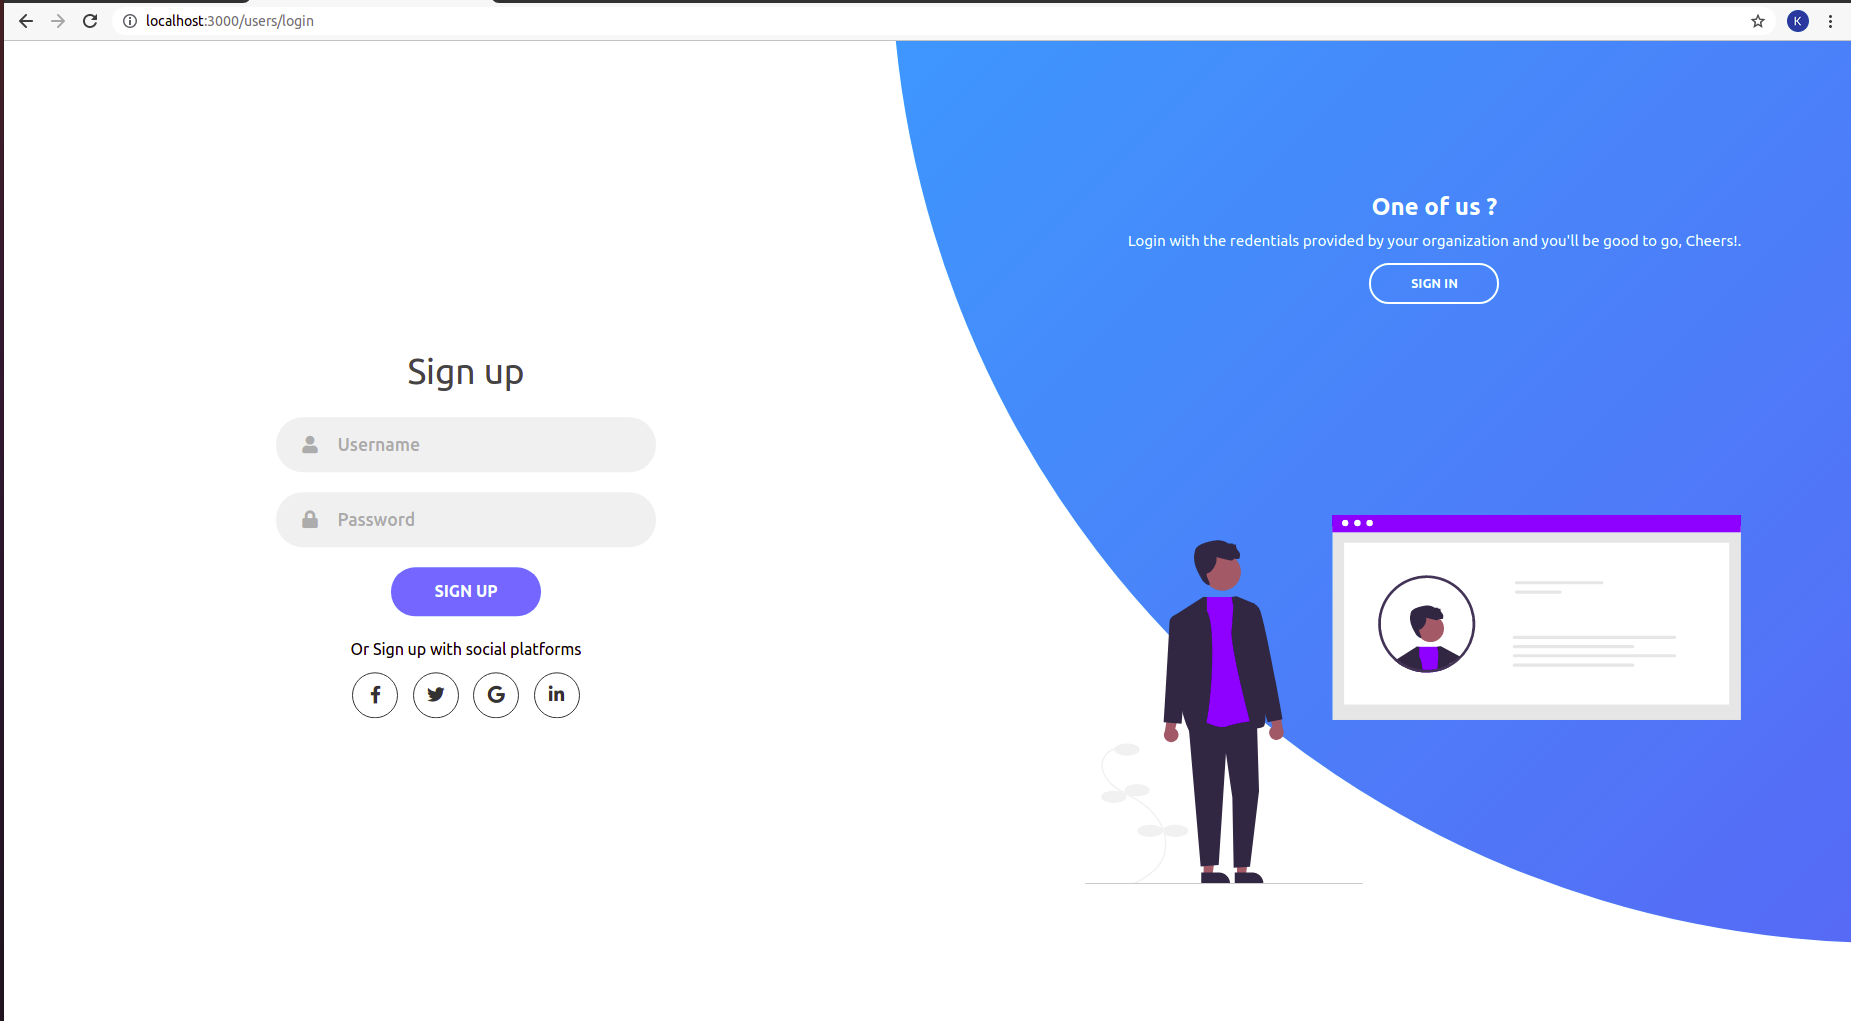 localhost:3000/users/login
K
One of us ?
Login with the redentials provided by your organization and you'll be good to go, Cheers!.
SIGN IN
Sign up
Username
Password
SIGN UP
Or Sign up with social platforms